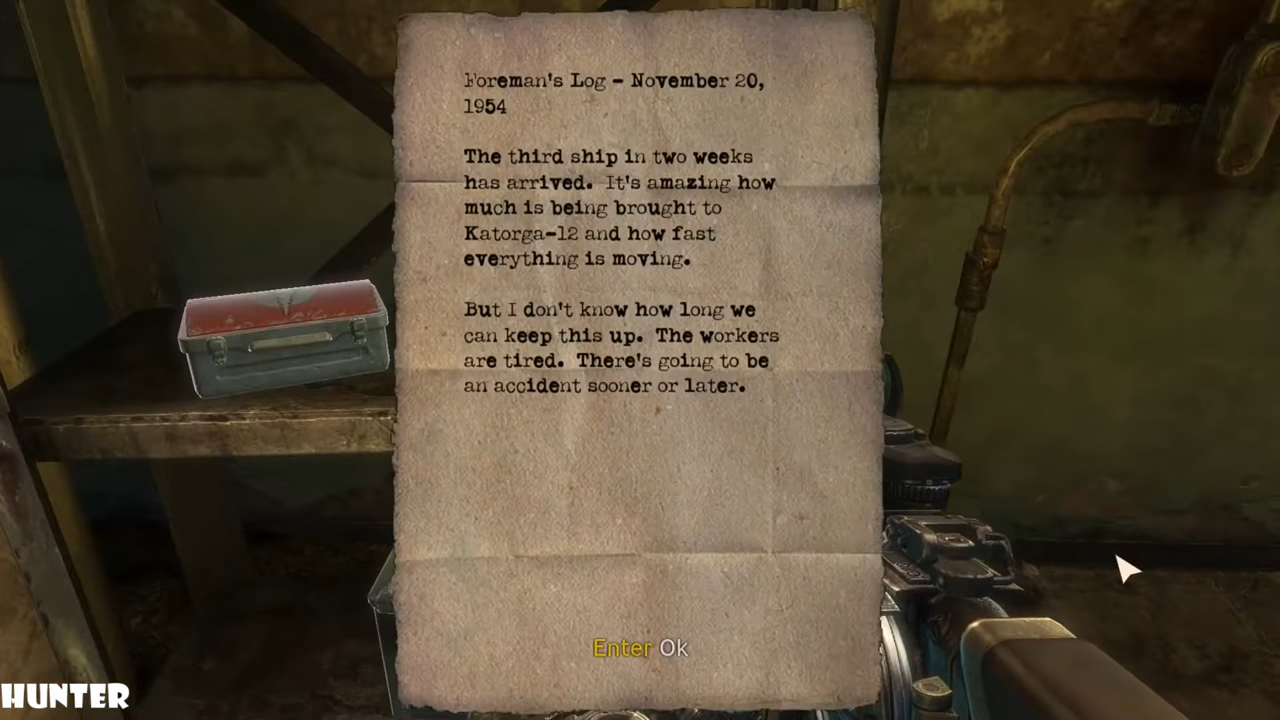 Foreman's Log - November 20,
1954
The third ship in two weeks
has arrived. It's amazing how
much is being brought to
Katorga-12 and how fast
everything is moving.
But I don't know how long we
can keep this up. The workers
are tired. There's going to be
an accident sooner or later.
Enter Ok
HUNTER